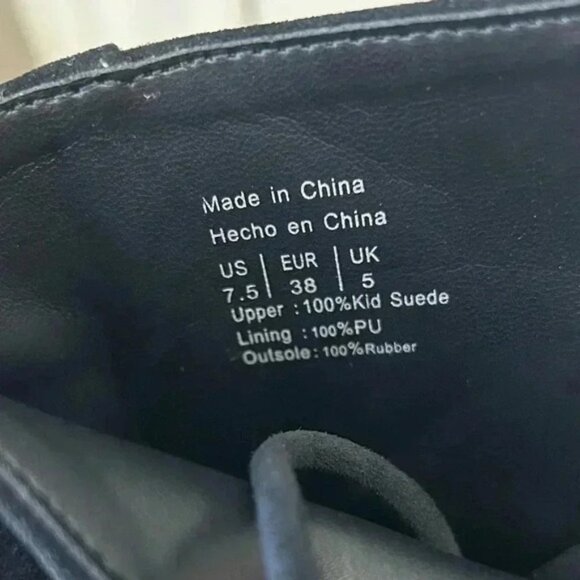 Made in China
Hecho en China
US | EUR | UK
7.5 | 38 | 5
Upper : 100%Kid Suede
Lining : 100%PU
Outsole: 100%Rubber